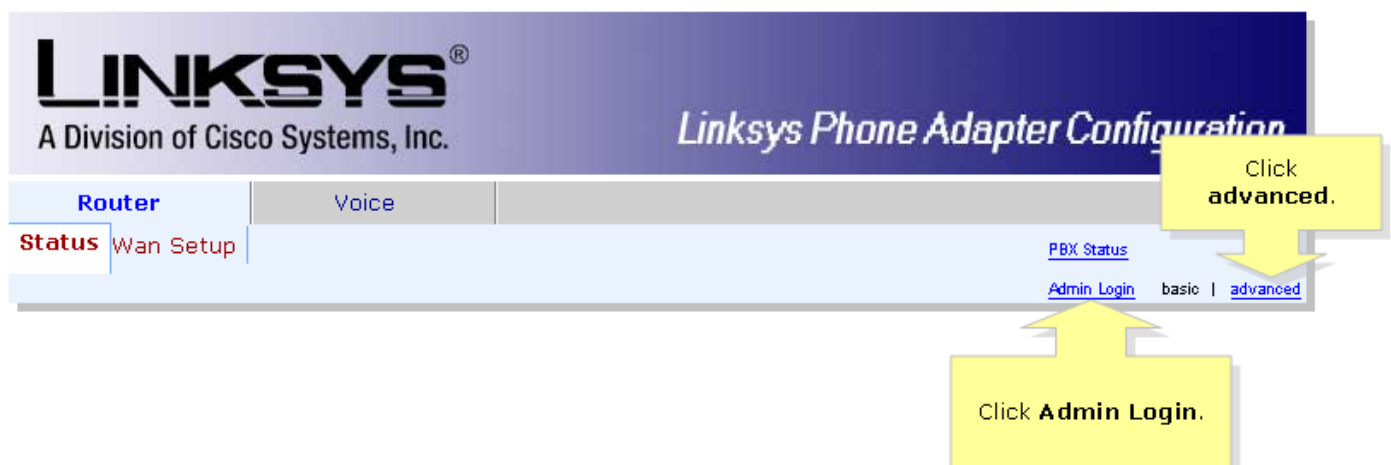 LINKSYS®
A Division of Cisco Systems, Inc.
Linksys Phone Adapter Configuration
Click
advanced.
Router Voice
Status Wan Setup
PBX Status
Admin Login basic | advanced
Click Admin Login.